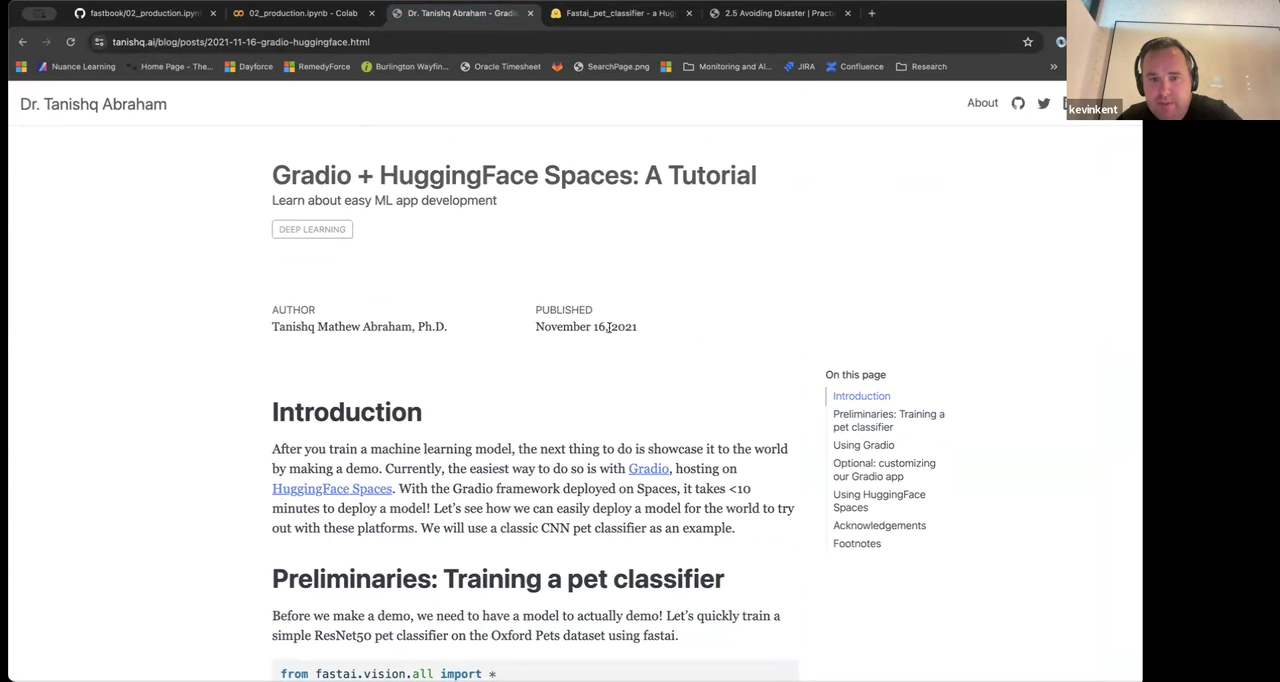 fastbook/02_production.ipynb
02_production.ipynb - Colab
Dr. Tanishq Abraham - Gradi
Fastai_pet_classifier - a Hug
2.5 Avoiding Disaster | Practi
tanishq.ai/blog/posts/2021-11-16-gradio-huggingface.html
Nuance Learning
Home Page - The...
Dayforce
RemedyForce
Burlington Wayfin...
Oracle Timesheet
SearchPage.png
Monitoring and AI...
JIRA
Confluence
Research
»
kevinkent
Dr. Tanishq Abraham
About
Gradio + HuggingFace Spaces: A Tutorial
Learn about easy ML app development
DEEP LEARNING
AUTHOR
Tanishq Mathew Abraham, Ph.D.
PUBLISHED
November 16, 2021
On this page
Introduction
Preliminaries: Training a
pet classifier
Using Gradio
Optional: customizing
our Gradio app
Using HuggingFace
Spaces
Acknowledgements
Footnotes
Introduction
After you train a machine learning model, the next thing to do is showcase it to the world
by making a demo. Currently, the easiest way to do so is with Gradio, hosting on
HuggingFace Spaces. With the Gradio framework deployed on Spaces, it takes <10
minutes to deploy a model! Let's see how we can easily deploy a model for the world to try
out with these platforms. We will use a classic CNN pet classifier as an example.
Preliminaries: Training a pet classifier
Before we make a demo, we need to have a model to actually demo! Let's quickly train a
simple ResNet50 pet classifier on the Oxford Pets dataset using fastai.
from fastai.vision.all import *